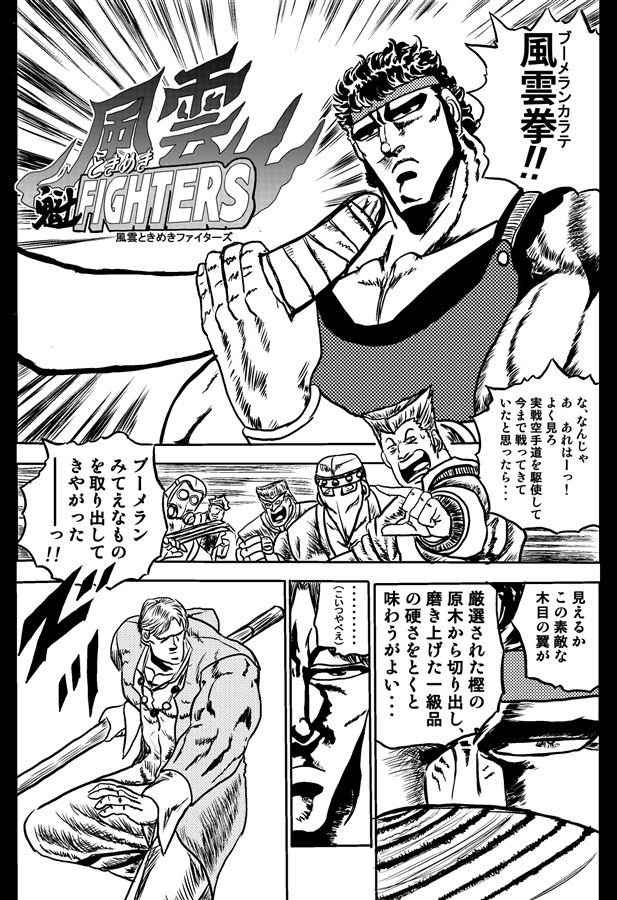 ブーメランカラテ
風雲拳!!
風雲
ときめき
魁!!
FIGHTERS
風雲ときめきファイターズ
な、なんじゃ
あ あれはーっ!
よく見ろ
実戦空手道を駆使して
今まで戦ってきて
いたと思ったら・・・
ブーメラン
みてえなもの
を取り出して
きやがった
――っ!!
見えるか
この素敵な
木目の翼が
厳選された樫の
原木から切り出し、
磨き上げた一級品
の硬さをとくと
味わうがよい・・・
・・・・・・・・・
(こいつやべえ)
ドドン